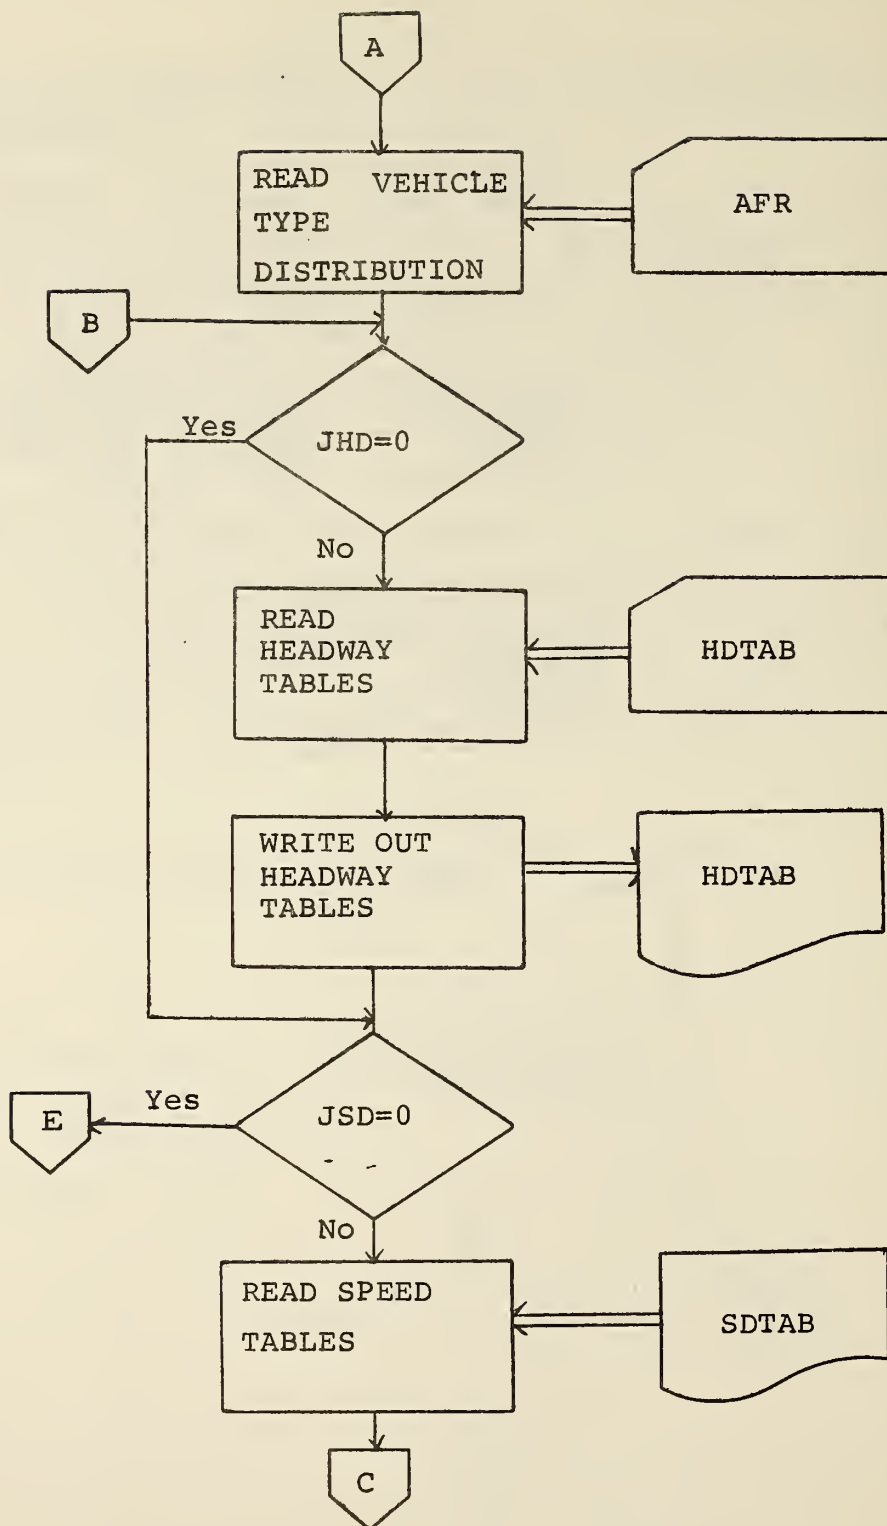 A
READ VEHICLE
TYPE
DISTRIBUTION
AFR
B
Yes
JHD=0
No
READ
HEADWAY
TABLES
HDTAB
WRITE OUT
HEADWAY
TABLES
HDTAB
E
Yes
JSD=0
No
READ SPEED
TABLES
SDTAB
C